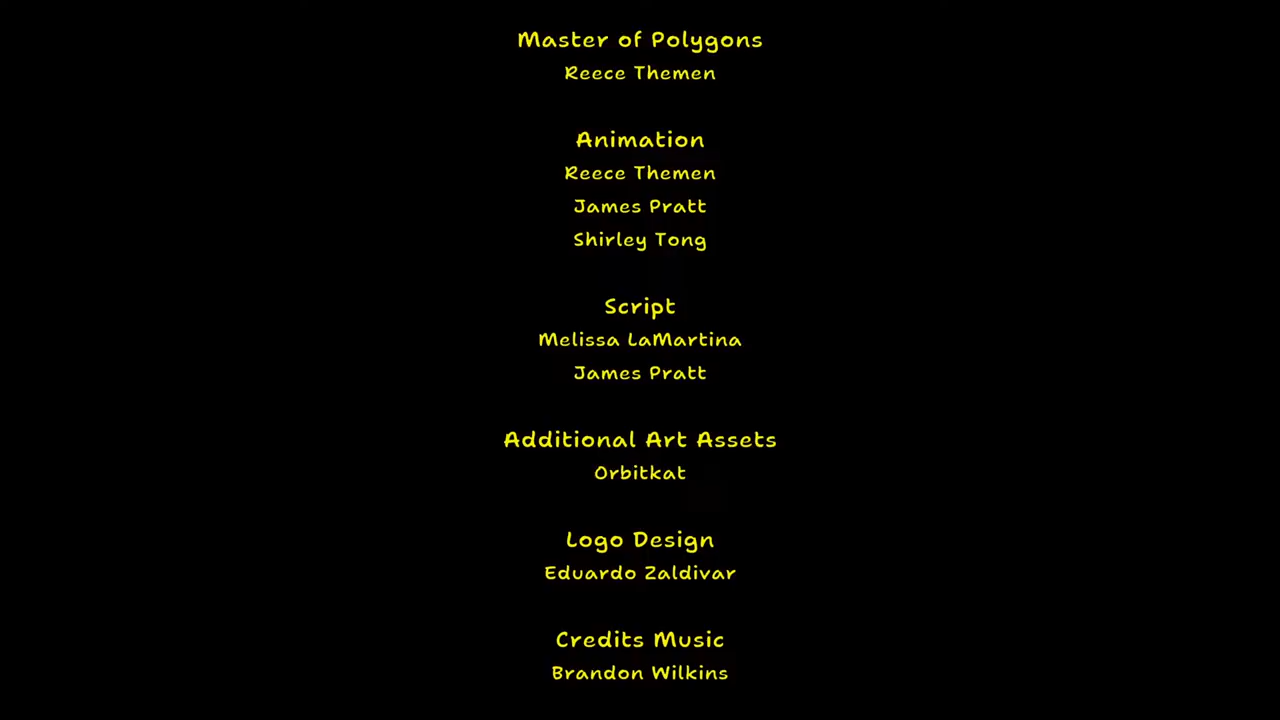 Master of Polygons
Reece Themen
Animation
Reece Themen
James Pratt
Shirley Tong
Script
Melissa LaMartina
James Pratt
Additional Art Assets
Orbitkat
Logo Design
Eduardo Zaldivar
Credits Music
Brandon Wilkins